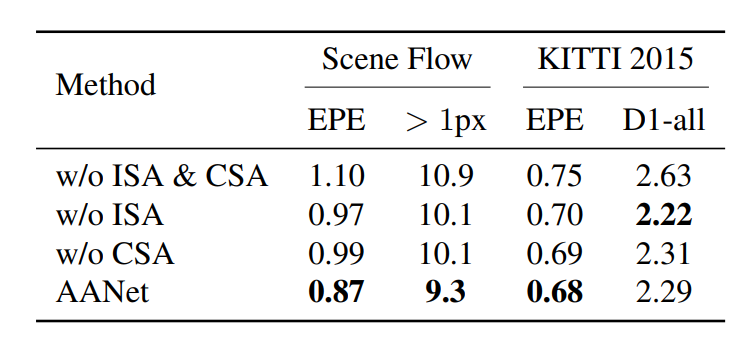 Scene Flow KITTI 2015
Method
EPE > 1px EPE D1-all
w/o ISA & CSA 1.10 10.9 0.75 2.63
w/o ISA 0.97 10.1 0.70 2.22
w/o CSA 0.99 10.1 0.69 2.31
AANet 0.87 9.3 0.68 2.29